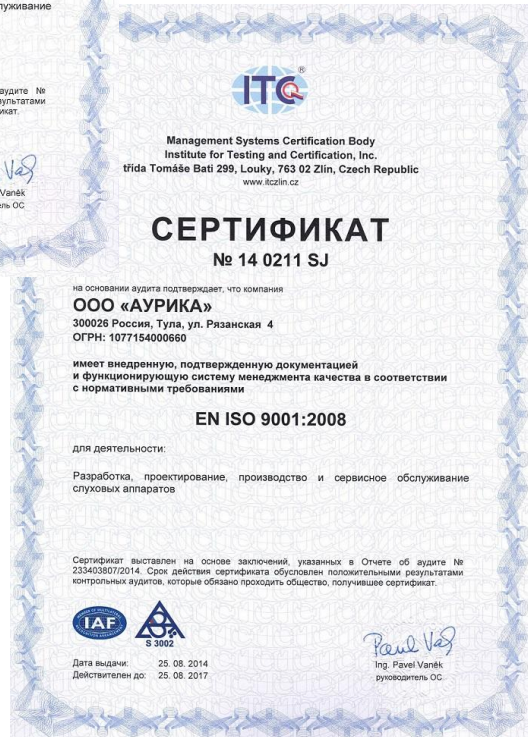 луживание
аудите №
зультатами
икат.
Vaněk
ель ОС
ITC
Management Systems Certification Body
Institute for Testing and Certification, Inc.
třída Tomáše Bati 299, Louky, 763 02 Zlín, Czech Republic
www.itczlin.cz
СЕРТИФИКАТ
№ 14 0211 SJ
на основании аудита подтверждает, что компания
ООО «АУРИКА»
300026 Россия, Тула, ул. Рязанская 4
ОГРН: 1077154000660
имеет внедренную, подтвержденную документацией
и функционирующую систему менеджмента качества в соответствии
с нормативными требованиями
EN ISO 9001:2008
для деятельности:
Разработка, проектирование, производство и сервисное обслуживание
слуховых аппаратов
Сертификат выставлен на основе заключений, указанных в Отчете об аудите №
233403807/2014. Срок действия сертификата обусловлен положительными результатами
контрольных аудитов, которые обязано проходить общество, получившее сертификат.
IAF
S 3002
Дата выдачи: 25. 08. 2014
Действителен до: 25. 08. 2017
Ing. Pavel Vaněk
руководитель ОС